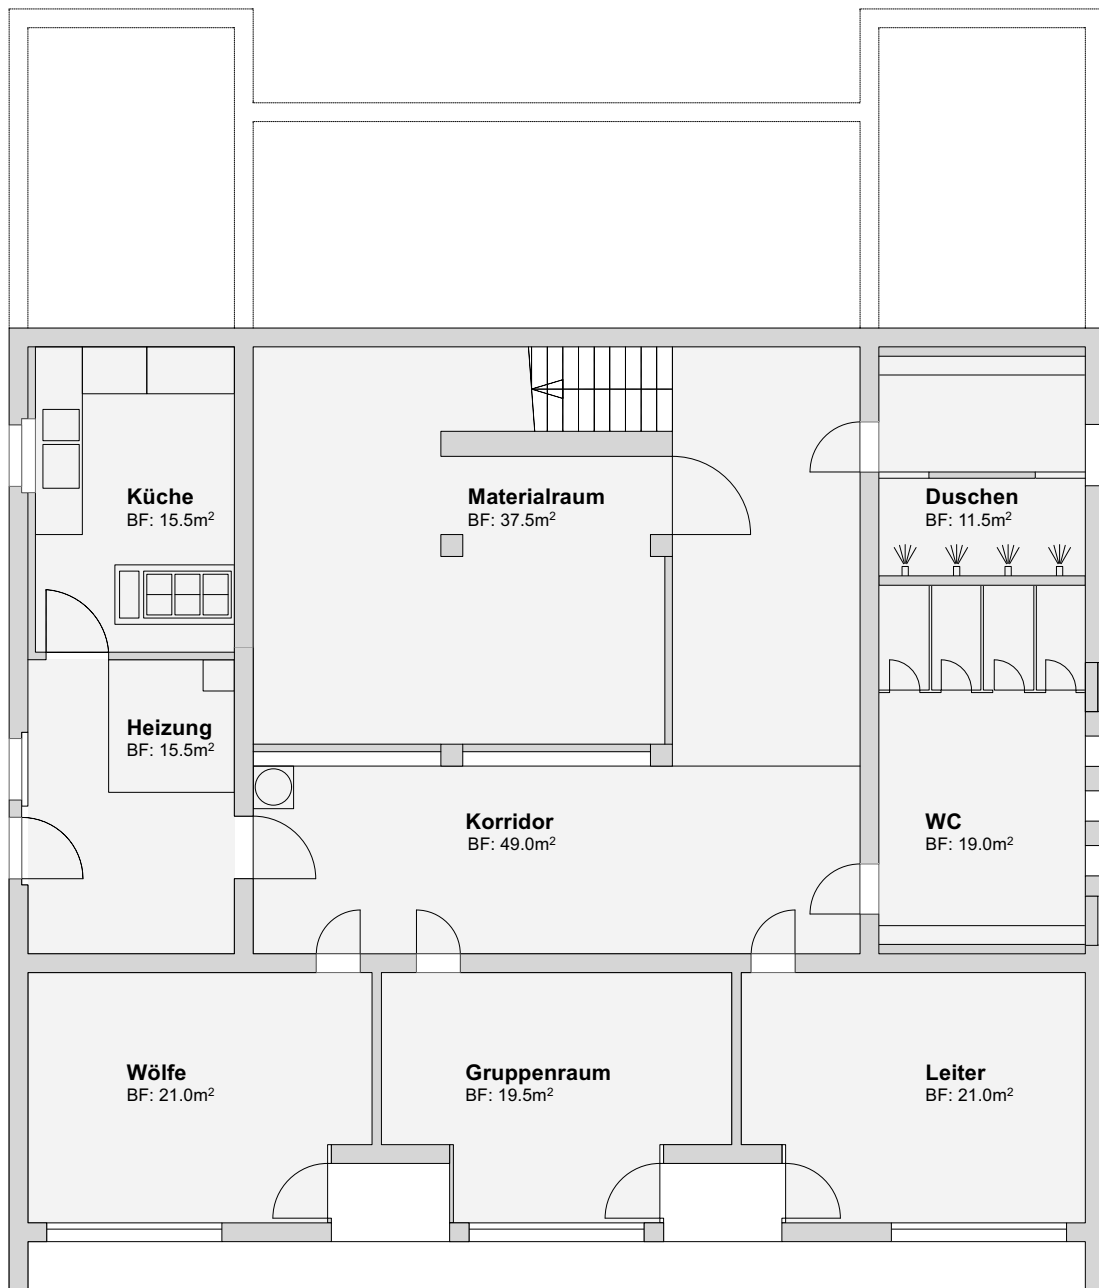 Küche
BF: 15.5m²
Materialraum
BF: 37.5m²
Duschen
BF: 11.5m²
Heizung
BF: 15.5m²
Korridor
BF: 49.0m²
WC
BF: 19.0m²
Wölfe
BF: 21.0m²
Gruppenraum
BF: 19.5m²
Leiter
BF: 21.0m²